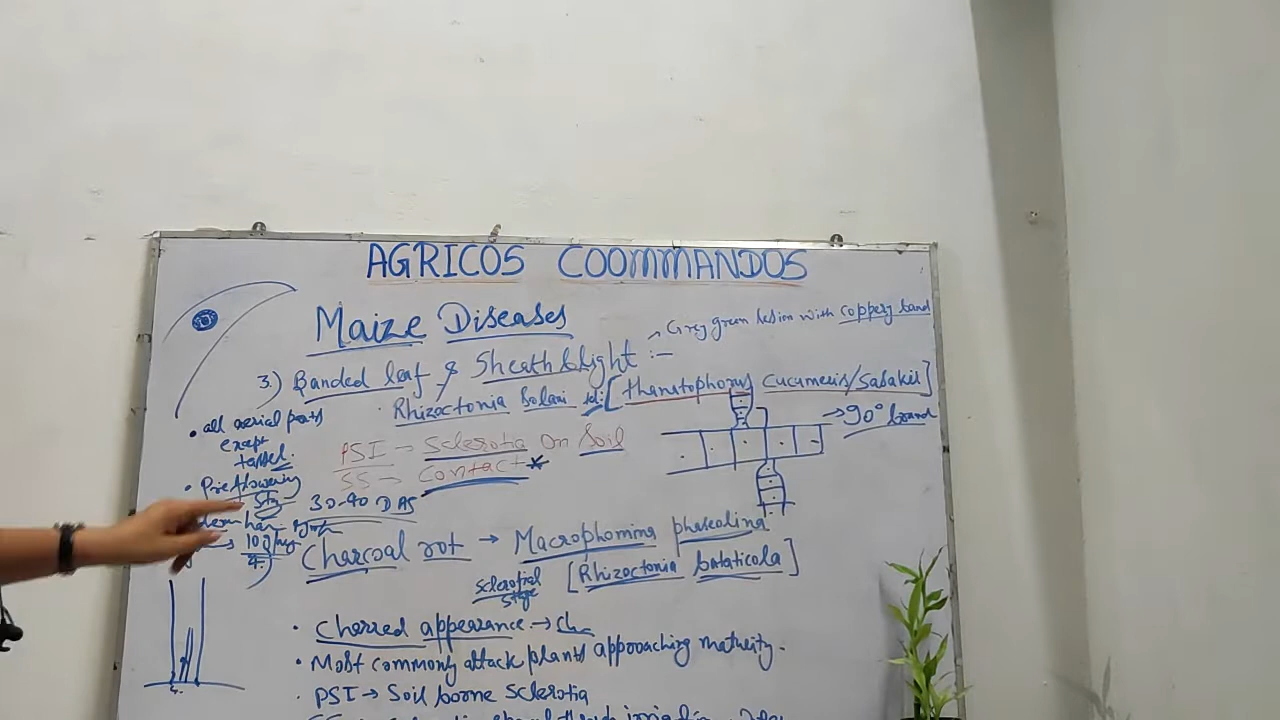 AGRICOS COOMMANDOS
Maize Diseases
Grey green lesion with coppery band
3.) Banded leaf & Sheath blight :-
Rhizoctonia Solani [Thanatophorus Cucumeris/Sasakii]
→ 90° band
• all aerial parts
except
tassel.
PSI → Sclerotia On Soil
SS → Contact *
• Preflowering
30-40 DAS
Charcoal rot → Macrophomina phaseolina
sclerotial
stage
[Rhizoctonia bataticola]
• Charred appearance →
• Most commonly attack plants approaching maturity.
• PSI → Soil borne Sclerotia